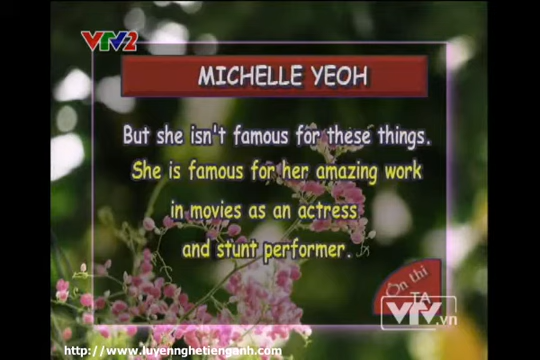 VTV2
MICHELLE YEOH
But she isn't famous for these things.
She is famous for her amazing work
in movies as an actress
and stunt performer.
Ôn thi
TA
VTV.vn
http://www.luyennghetienganh.com